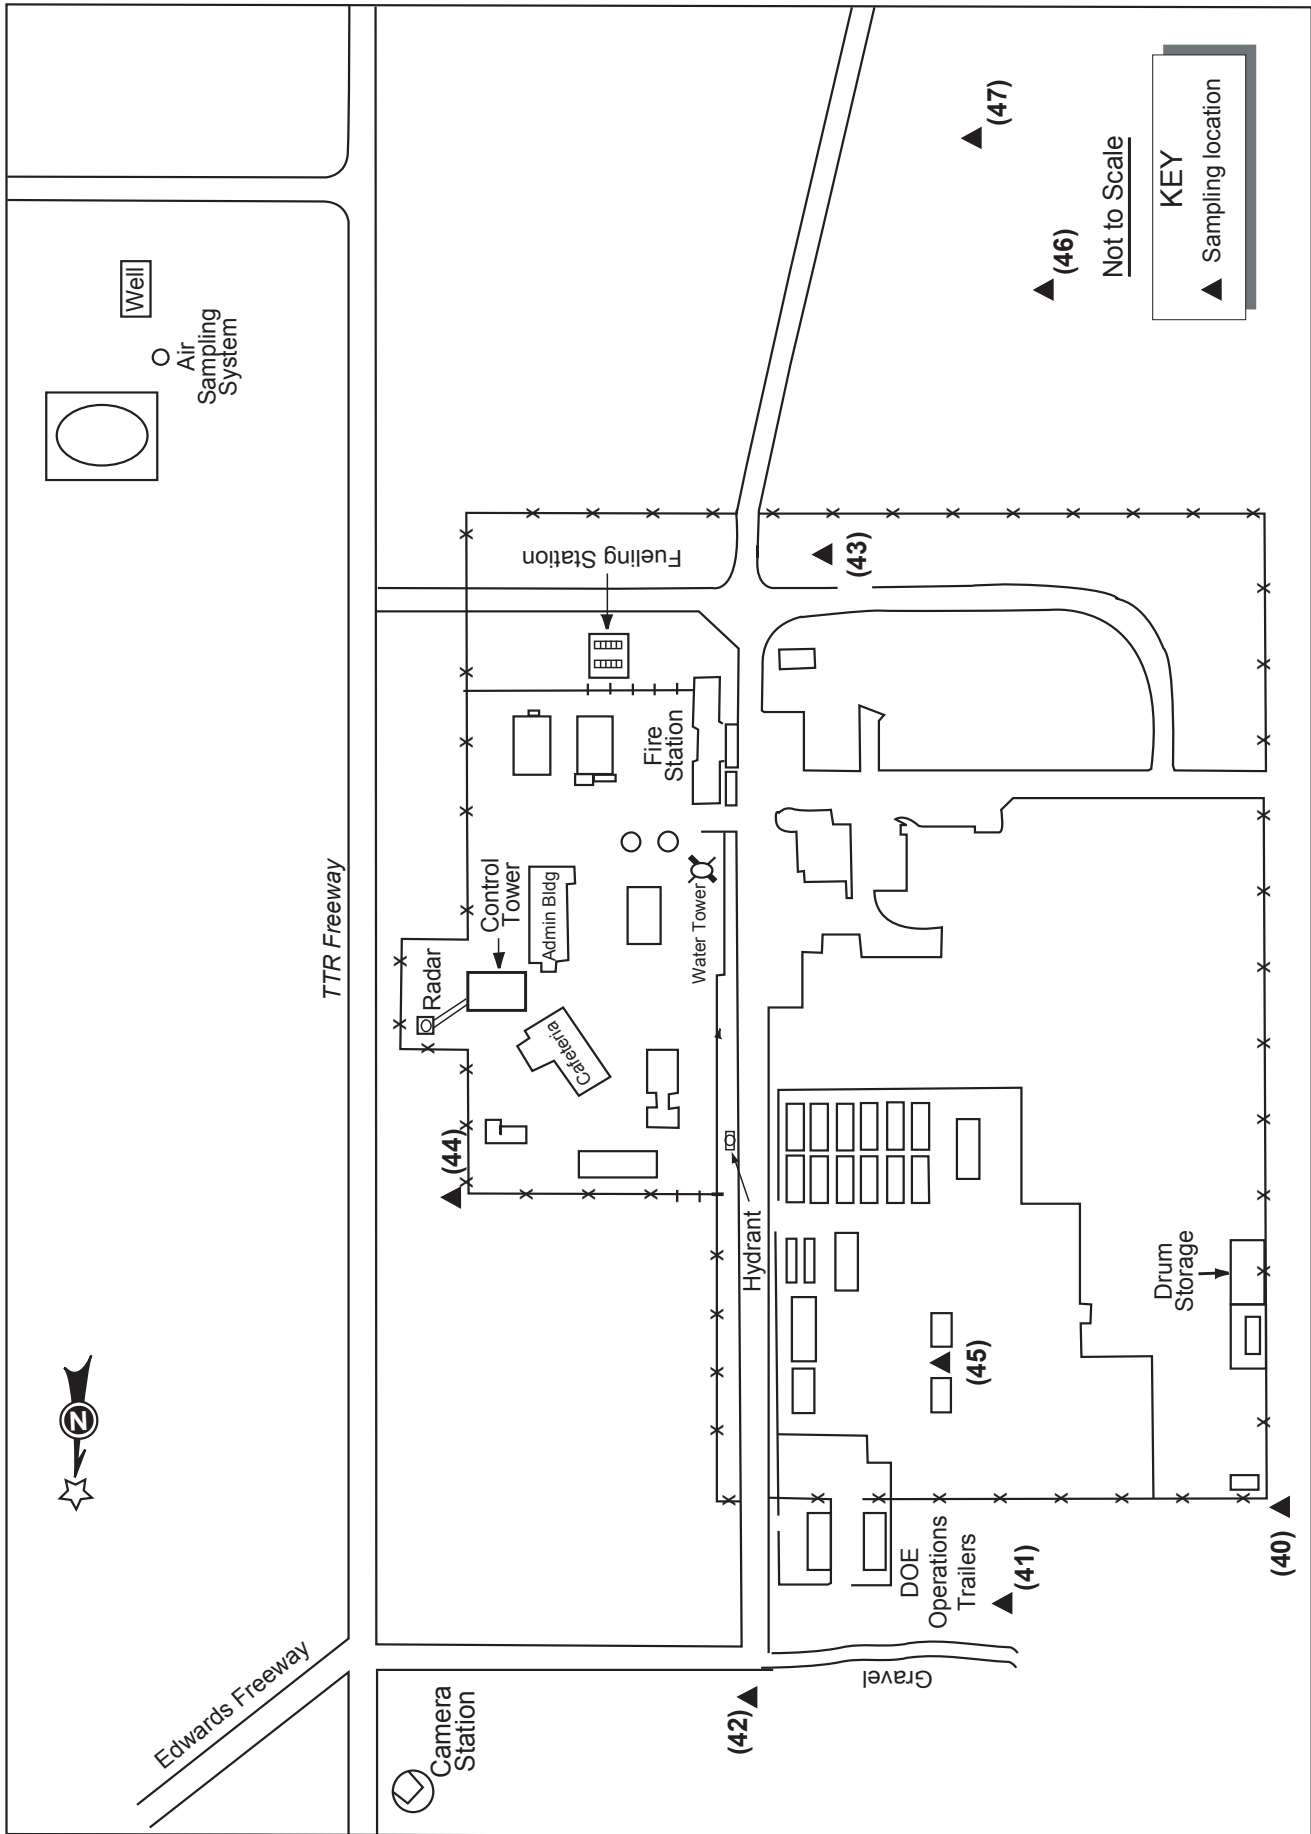 (47)
Not to Scale
KEY
Sampling location
(46)
Well
Air
Sampling
System
Fueling Station
(43)
Fire
Station
TTR Freeway
Control
Tower
Admin Bldg
Water Tower
Radar
Cafeteria
(44)
Hydrant
Drum
Storage
(45)
N
DOE
Operations
Trailers
(41)
(40)
Gravel
Edwards Freeway
(42)
Camera
Station